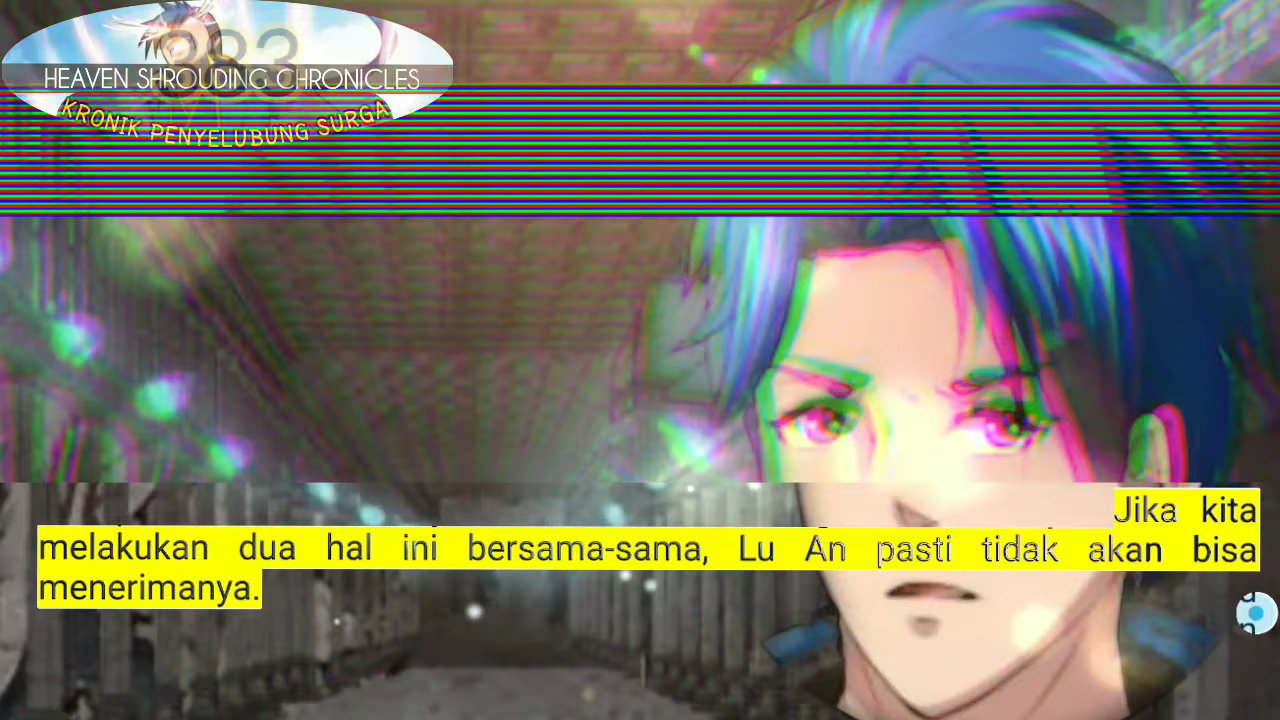 883
HEAVEN SHROUDING CHRONICLES
KRONIK PENYELUBUNG SURGA
Jika kita
melakukan dua hal ini bersama-sama, Lu An pasti tidak akan bisa
menerimanya.